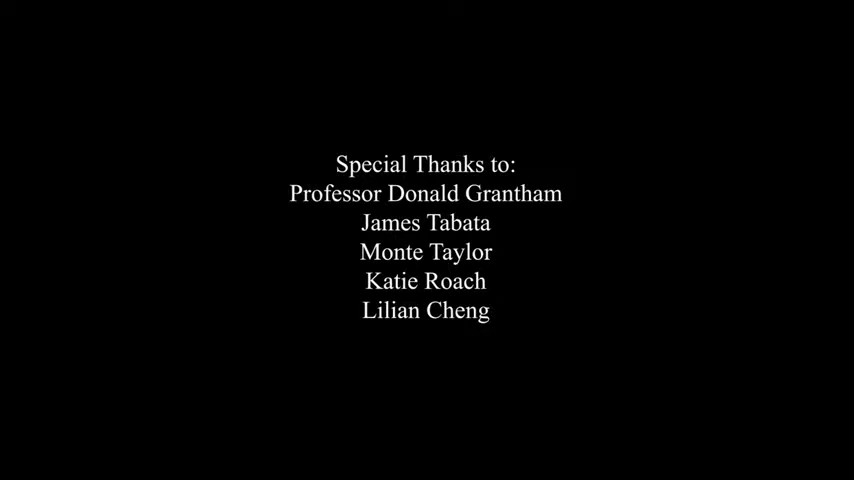 Special Thanks to:
Professor Donald Grantham
James Tabata
Monte Taylor
Katie Roach
Lilian Cheng